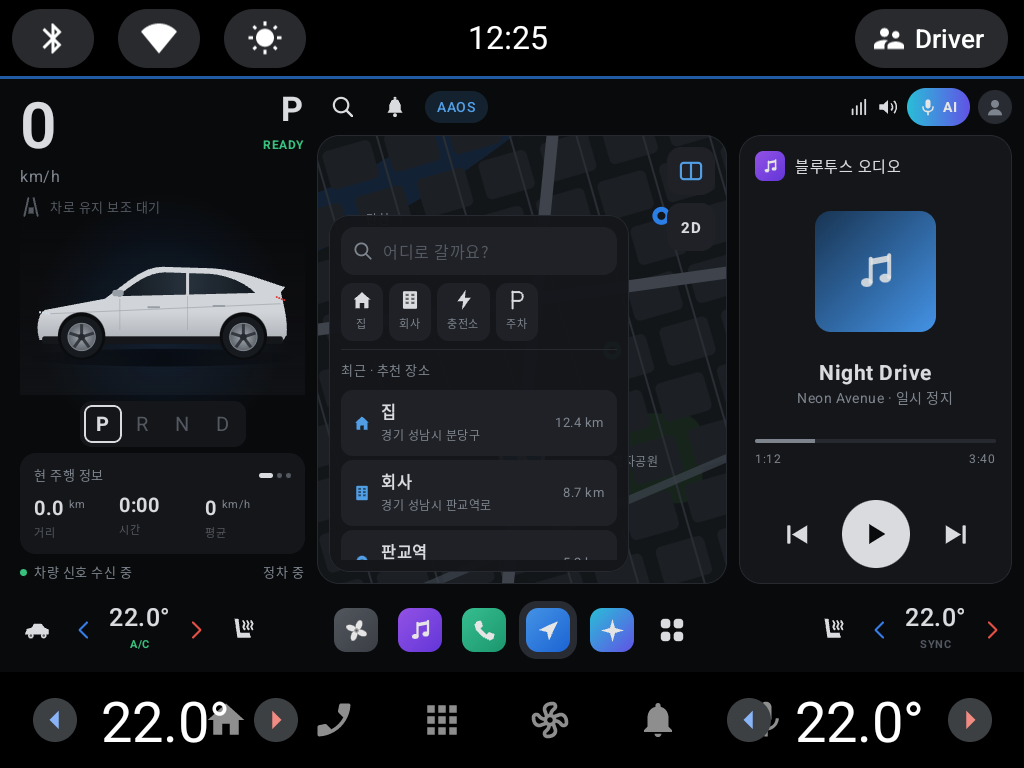 12:25
Driver
0
P
READY
km/h
차로 유지 보조 대기
AAOS
AI
2D
어디로 갈까요?
집
회사
충전소
주차
최근 · 추천 장소
집
경기 성남시 분당구
12.4 km
회사
경기 성남시 판교역로
8.7 km
판교역
자공원
블루투스 오디오
Night Drive
Neon Avenue · 일시 정지
1:12
3:40
P R N D
현 주행 정보
0.0 km
거리
0:00
시간
0 km/h
평균
차량 신호 수신 중
정차 중
22.0°
A/C
22.0°
SYNC
22.0°
22.0°